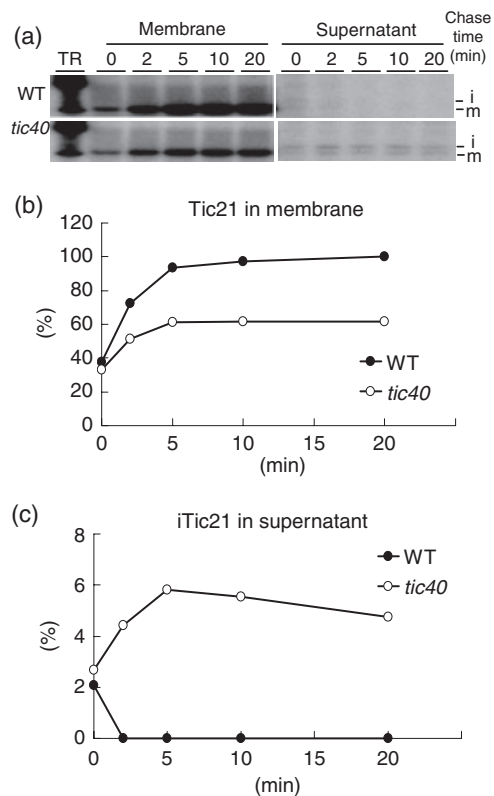 (a)
Membrane
Supernatant
Chase time (min)
TR 0 2 5 10 20 0 2 5 10 20
WT
i
m
tic40
i
m
(b)
Tic21 in membrane
120
100
80
60
40
20
0
(%)
WT
tic40
0 5 10 15 20
(min)
(c)
iTic21 in supernatant
8
6
4
2
0
(%)
WT
tic40
0 5 10 15 20
(min)